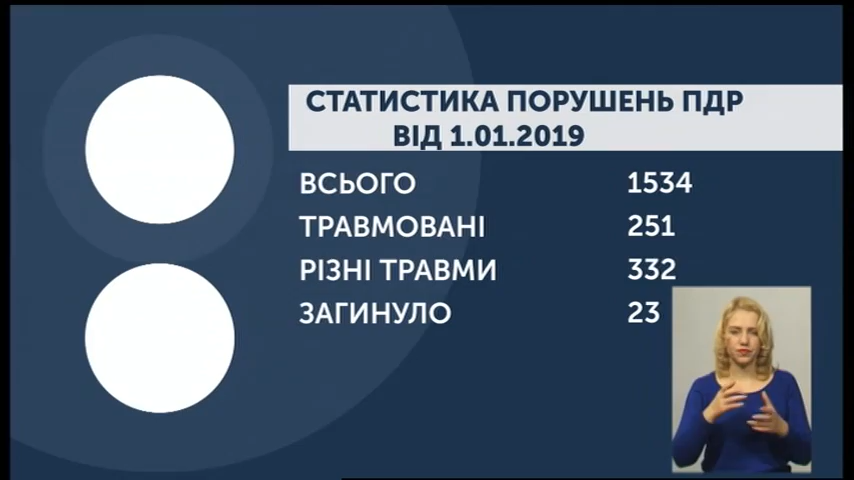 СТАТИСТИКА ПОРУШЕНЬ ПДР
ВІД 1.01.2019
ВСЬОГО 1534
ТРАВМОВАНІ 251
РІЗНІ ТРАВМИ 332
ЗАГИНУЛО 23